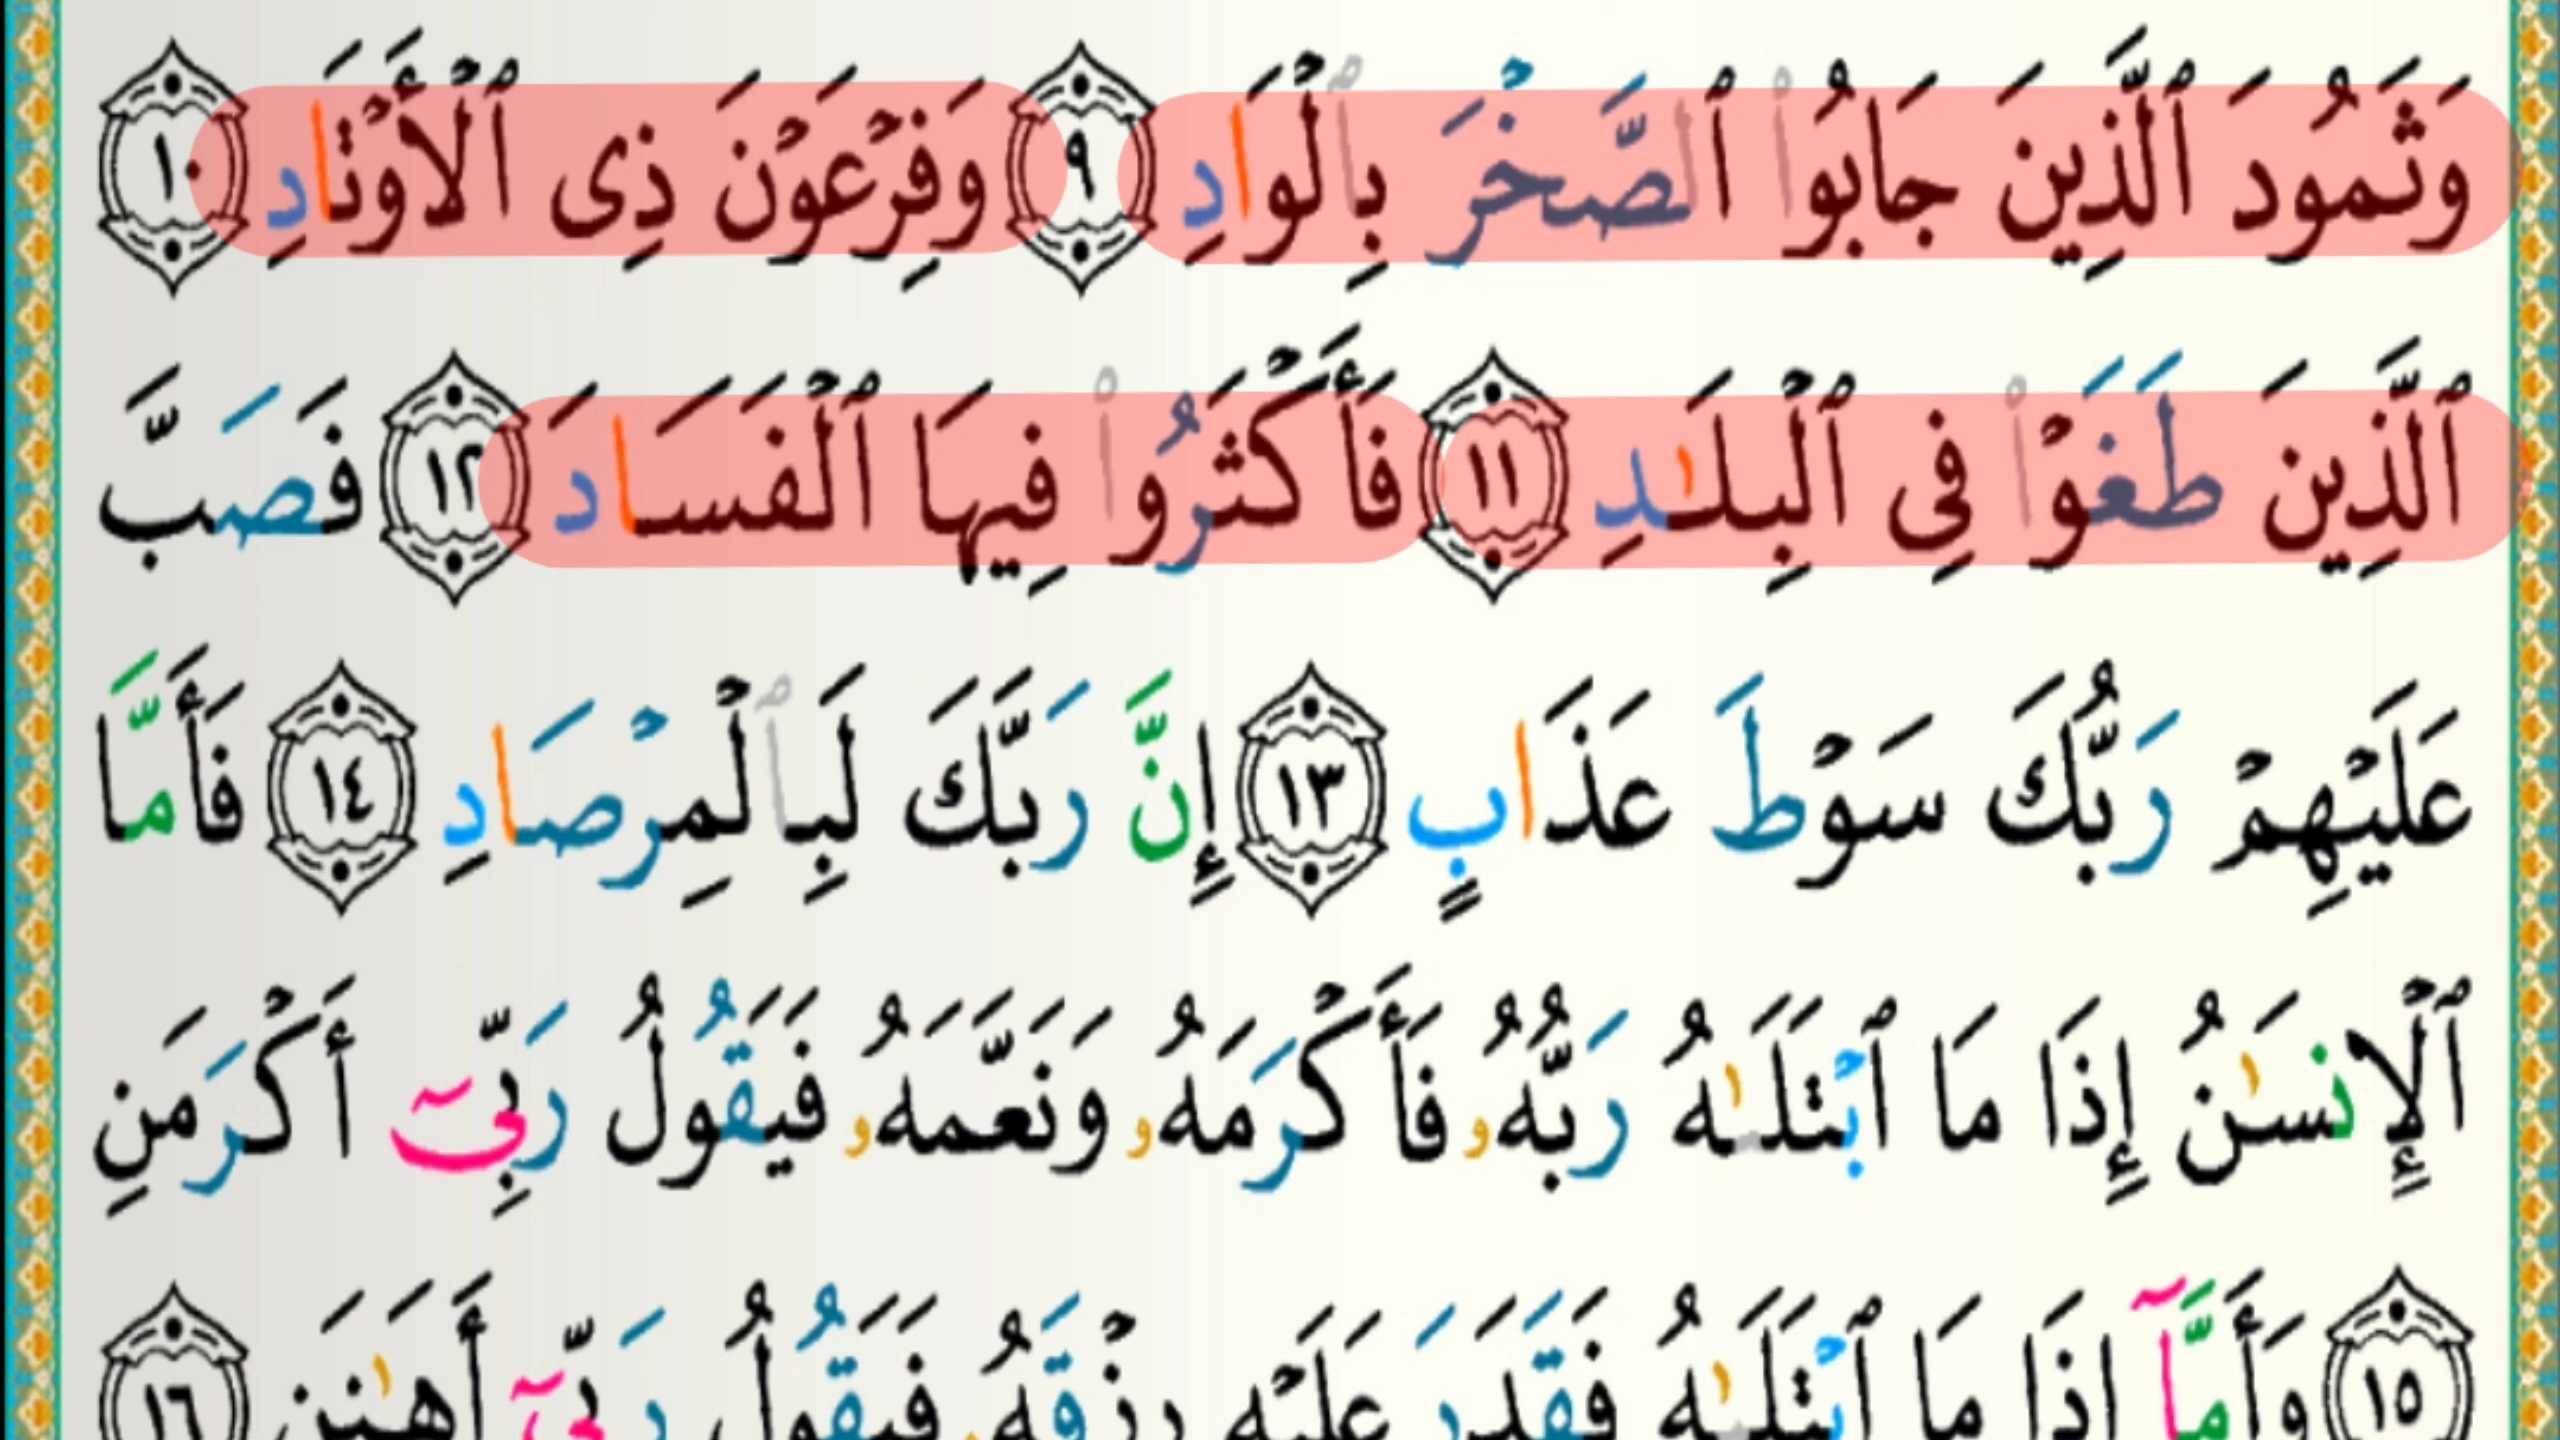 وَثَمُودَ ٱلَّذِينَ جَابُوا۟ ٱلصَّخْرَ بِٱلْوَادِ ٩ وَفِرْعَوْنَ ذِى ٱلْأَوْتَادِ ١٠
ٱلَّذِينَ طَغَوْا۟ فِى ٱلْبِلَـٰدِ ١١ فَأَكْثَرُوا۟ فِيهَا ٱلْفَسَادَ ١٢ فَصَبَّ
عَلَيْهِمْ رَبُّكَ سَوْطَ عَذَابٍ ١٣ إِنَّ رَبَّكَ لَبِٱلْمِرْصَادِ ١٤ فَأَمَّا
ٱلْإِنسَـٰنُ إِذَا مَا ٱبْتَلَىٰهُ رَبُّهُۥ فَأَكْرَمَهُۥ وَنَعَّمَهُۥ فَيَقُولُ رَبِّىٓ أَكْرَمَنِ
١٥ وَأَمَّآ إِذَا مَا ٱبْتَلَىٰهُ فَقَدَرَ عَلَيْهِ رِزْقَهُۥ فَيَقُولُ رَبِّىٓ أَهَـٰنَنِ ١٦